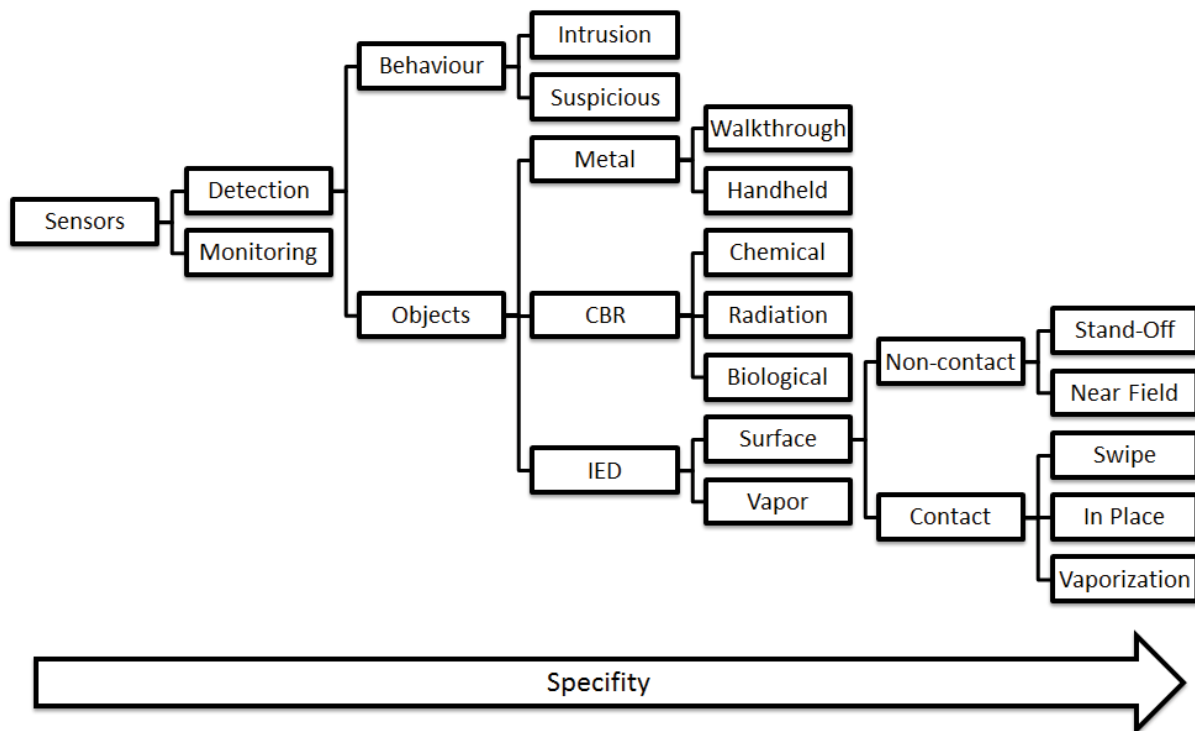 Intrusion
Behaviour
Suspicious
Walkthrough
Metal
Detection
Handheld
Sensors
Monitoring
Chemical
Objects
CBR
Radiation
Stand-Off
Non-contact
Biological
Near Field
Surface
Swipe
IED
Vapor
Contact
In Place
Vaporization
Specifity